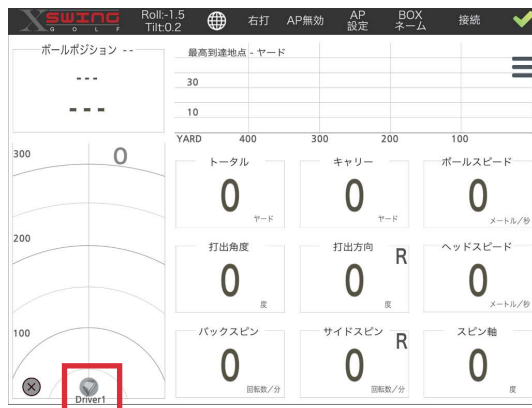 XSWING
GOLF
Roll:-1.5
Tilt:0.2
右打
AP無効
AP
設定
BOX
ネーム
接続
ボールポジション --
---
---
最高到達地点 - ヤード
30
10
YARD 400 300 200 100
300
0
200
100
Driver1
トータル
0
ヤード
キャリー
0
ヤード
ボールスピード
0
メートル/秒
打出角度
0
度
打出方向
R
0
度
ヘッドスピード
0
メートル/秒
バックスピン
0
回転数/分
サイドスピン
R
0
回転数/分
スピン軸
0
度